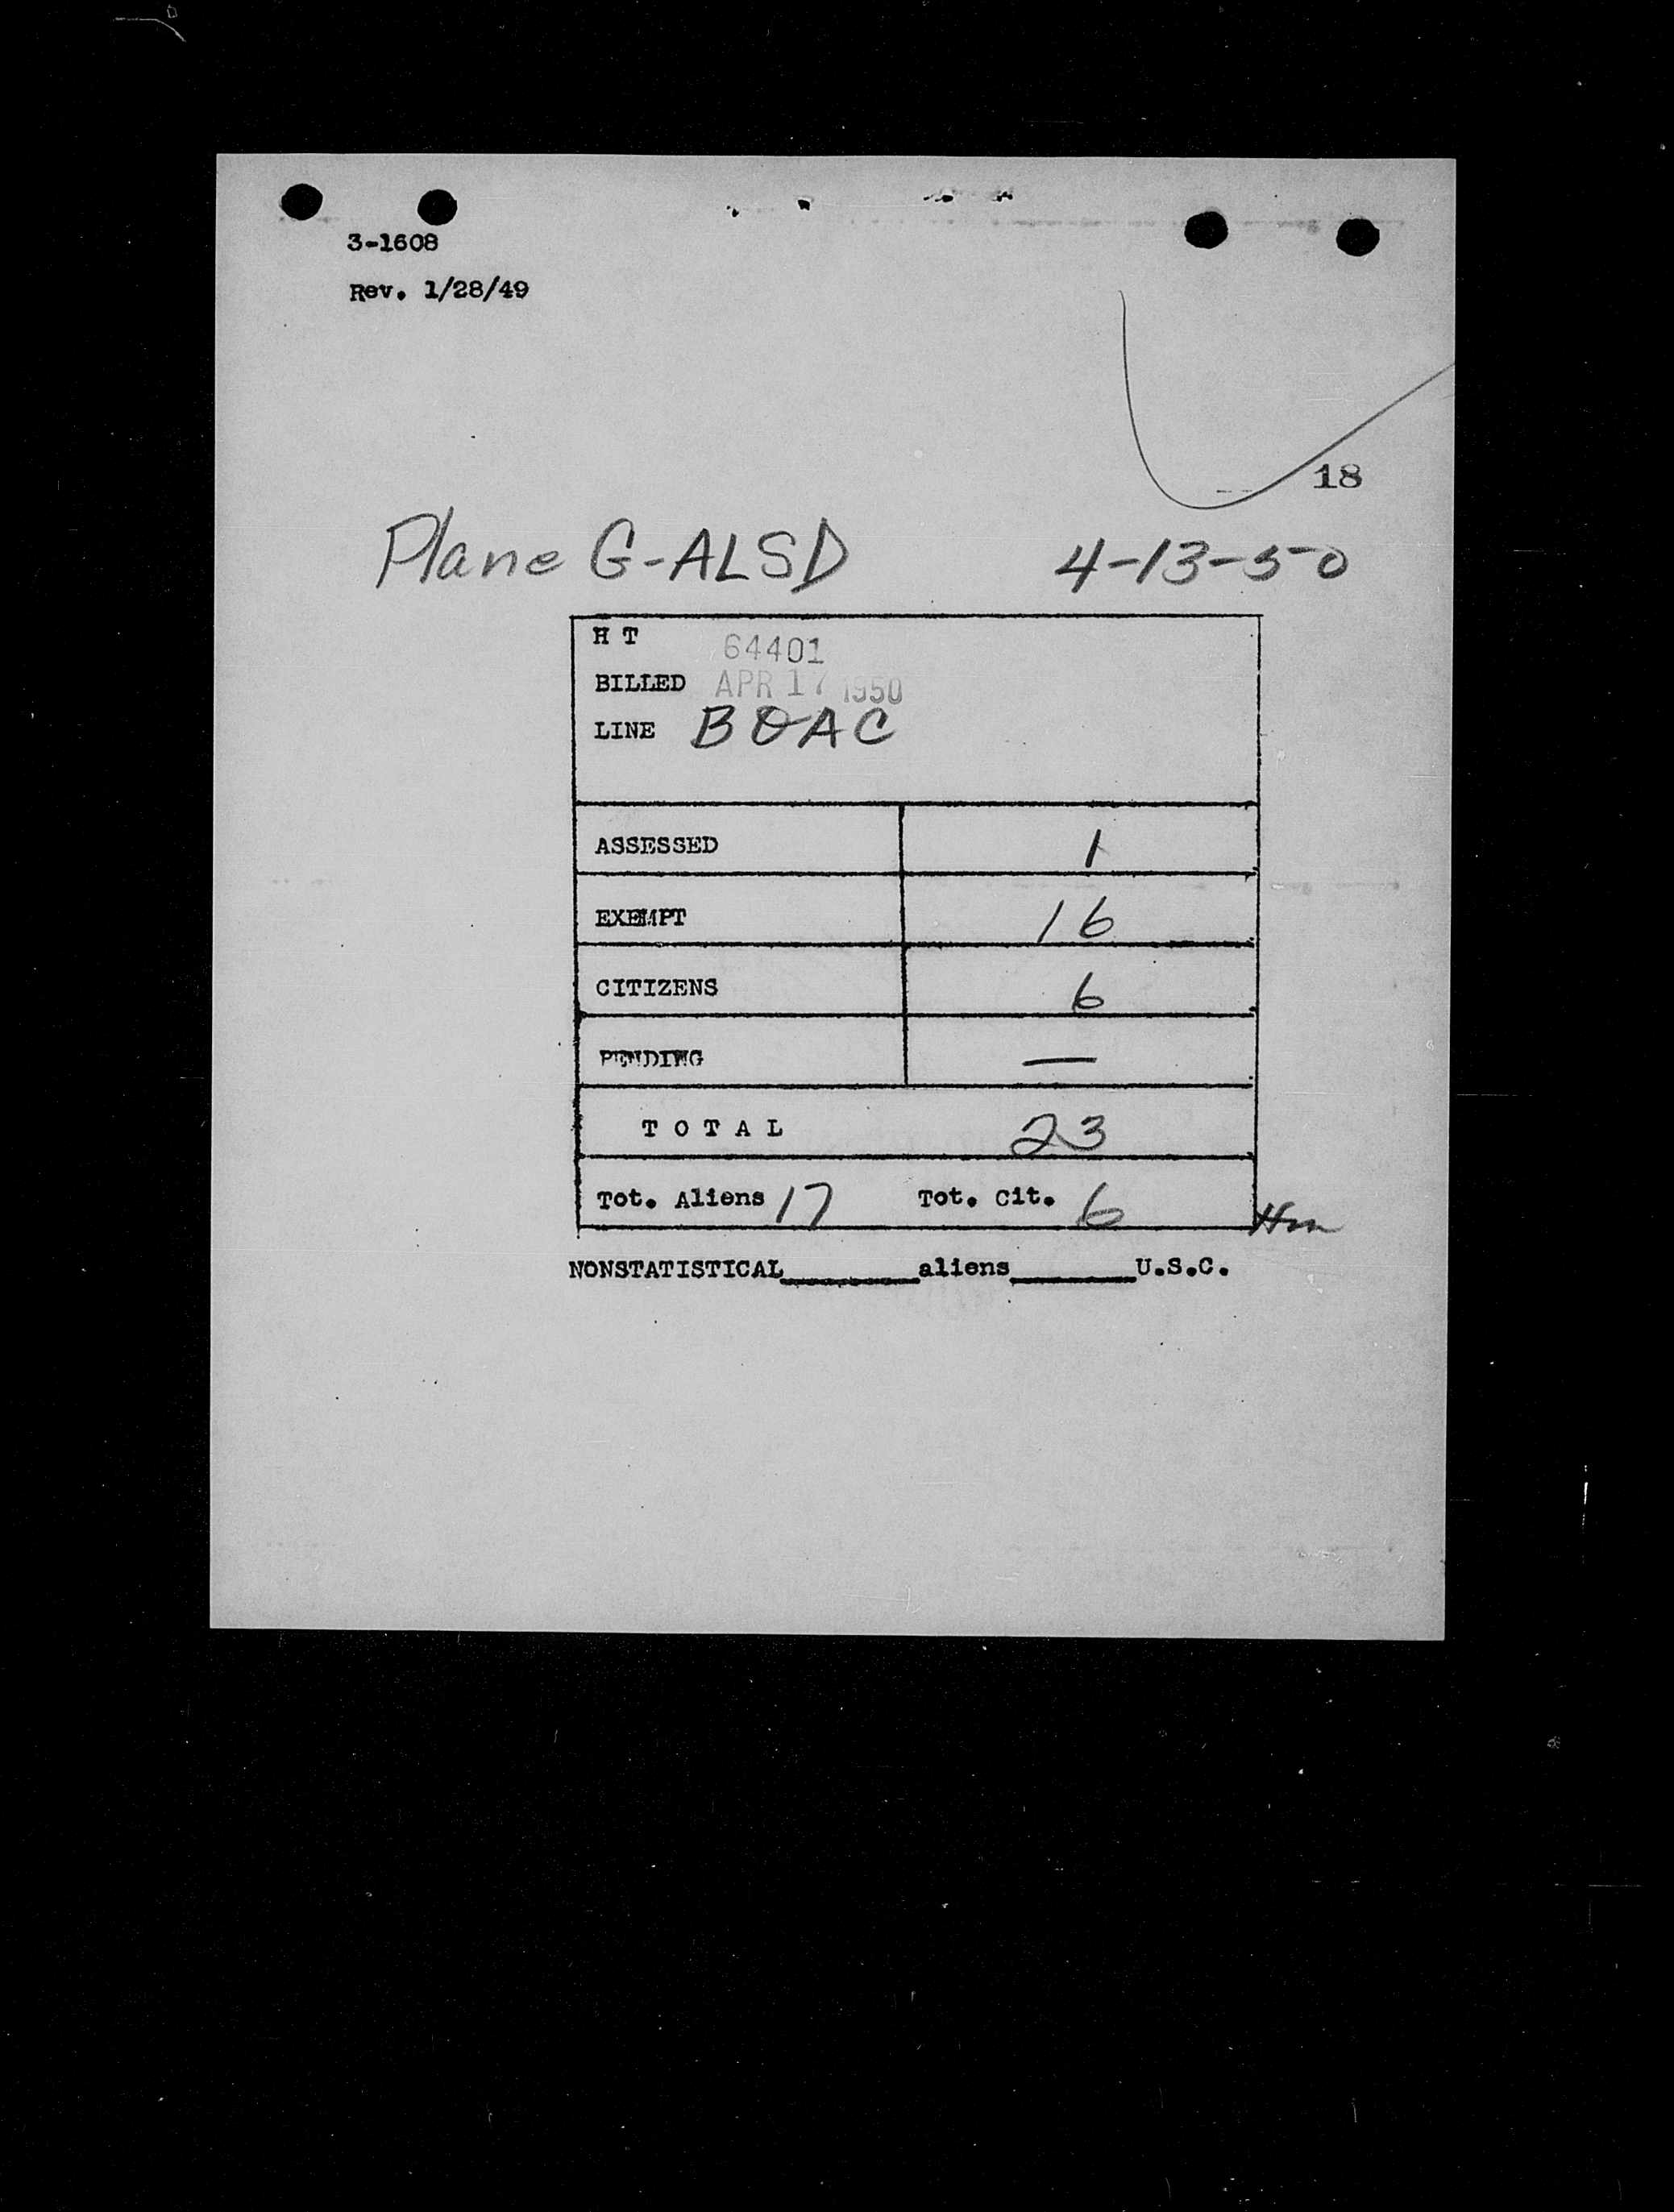 3-1608
Rev. 1/28/49
18
Plane G-ALSD 4-13-50
H T 64401
BILLED APR 17 1950
LINE BOAC
ASSESSED 1
EXEMPT 16
CITIZENS 6
PENDING —
T O T A L 23
Tot. Aliens 17 Tot. Cit. 6
NONSTATISTICAL________aliens________U.S.C.